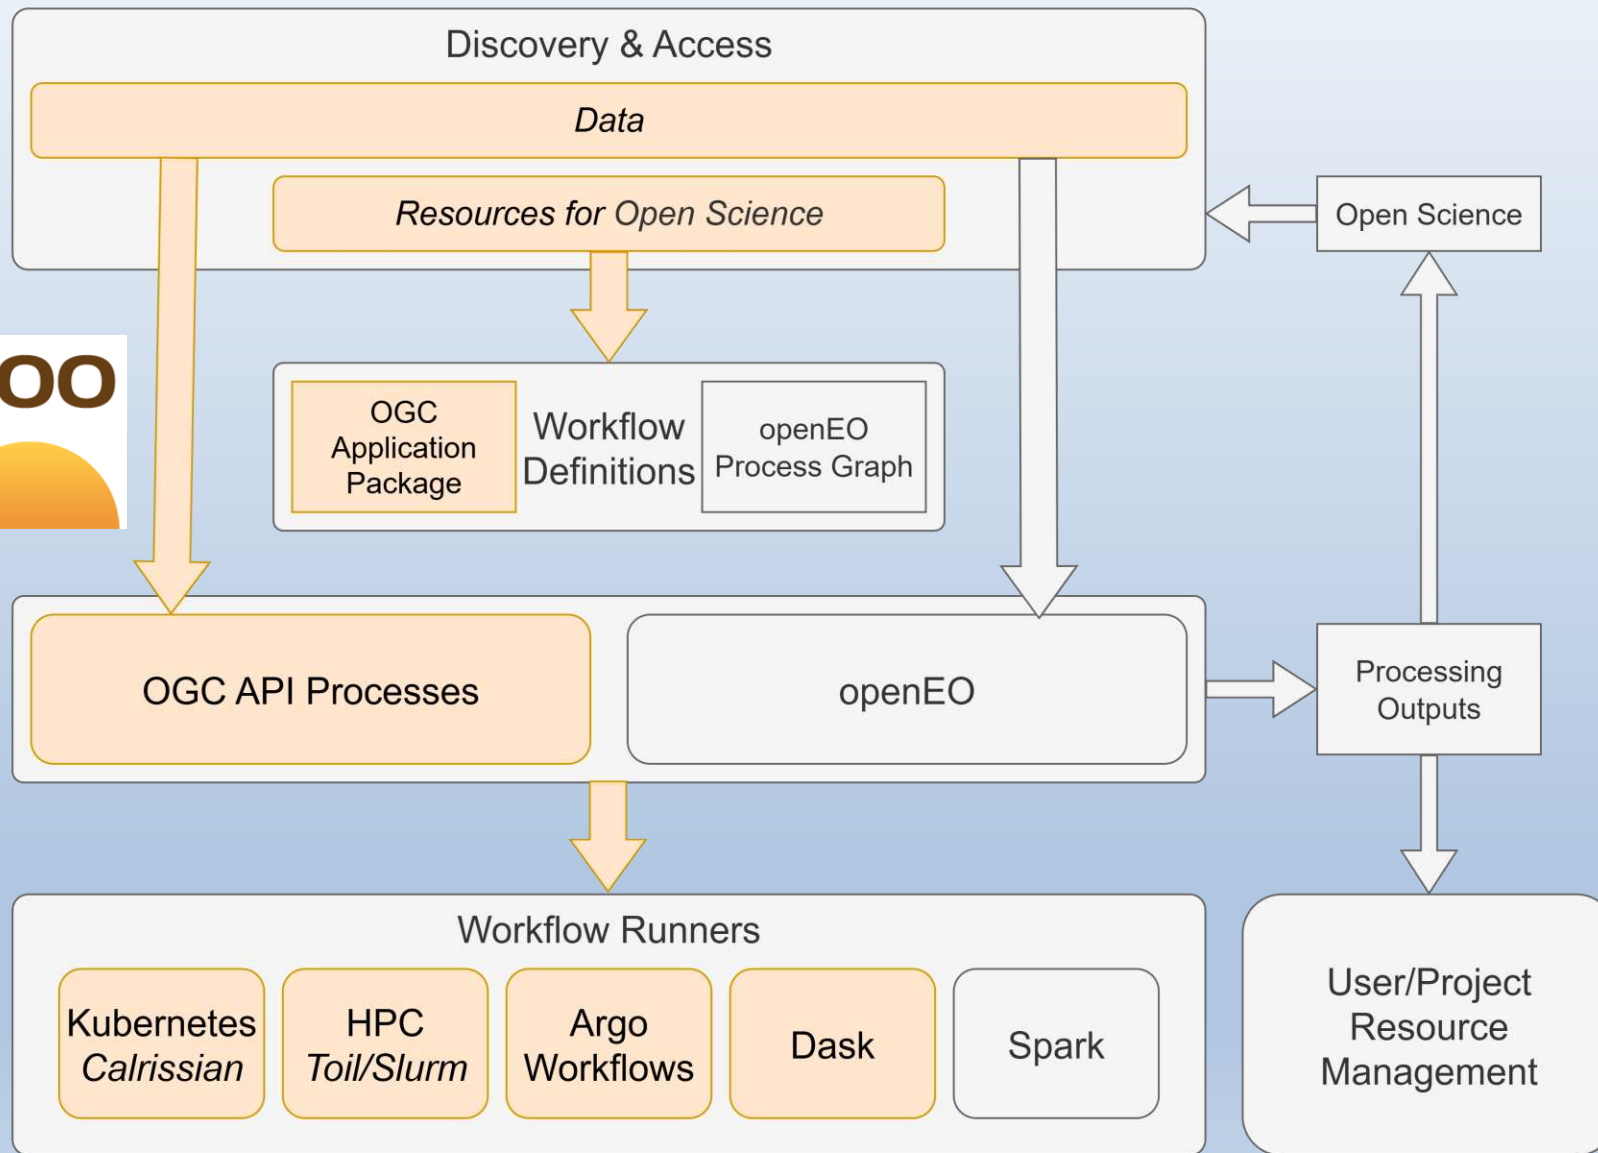 Discovery & Access
Data
Resources for Open Science
Open Science
OO
OGC
Application
Package
Workflow
Definitions
openEO
Process Graph
OGC API Processes
openEO
Processing
Outputs
Workflow Runners
Kubernetes
Calrissian
HPC
Toil/Slurm
Argo
Workflows
Dask
Spark
User/Project
Resource
Management